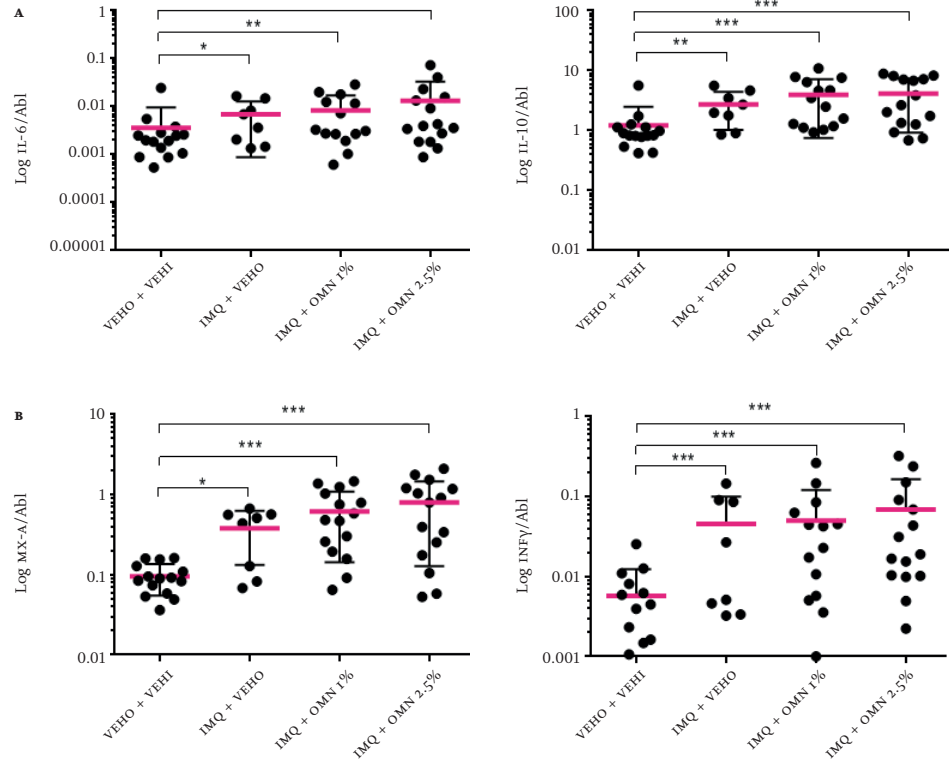 A
Log IL-6/Abl
1
0.1
0.01
0.001
0.0001
0.00001
*
**
VEHO + VEHI
IMQ + VEHO
IMQ + OMN 1%
IMQ + OMN 2.5%
Log IL-10/Abl
100
10
1
0.1
0.01
**
***
***
VEHO + VEHI
IMQ + VEHO
IMQ + OMN 1%
IMQ + OMN 2.5%
B
Log MX-A/Abl
10
1
0.1
0.01
*
***
***
VEHO + VEHI
IMQ + VEHO
IMQ + OMN 1%
IMQ + OMN 2.5%
Log INFγ/Abl
1
0.1
0.01
0.001
***
***
***
VEHO + VEHI
IMQ + VEHO
IMQ + OMN 1%
IMQ + OMN 2.5%